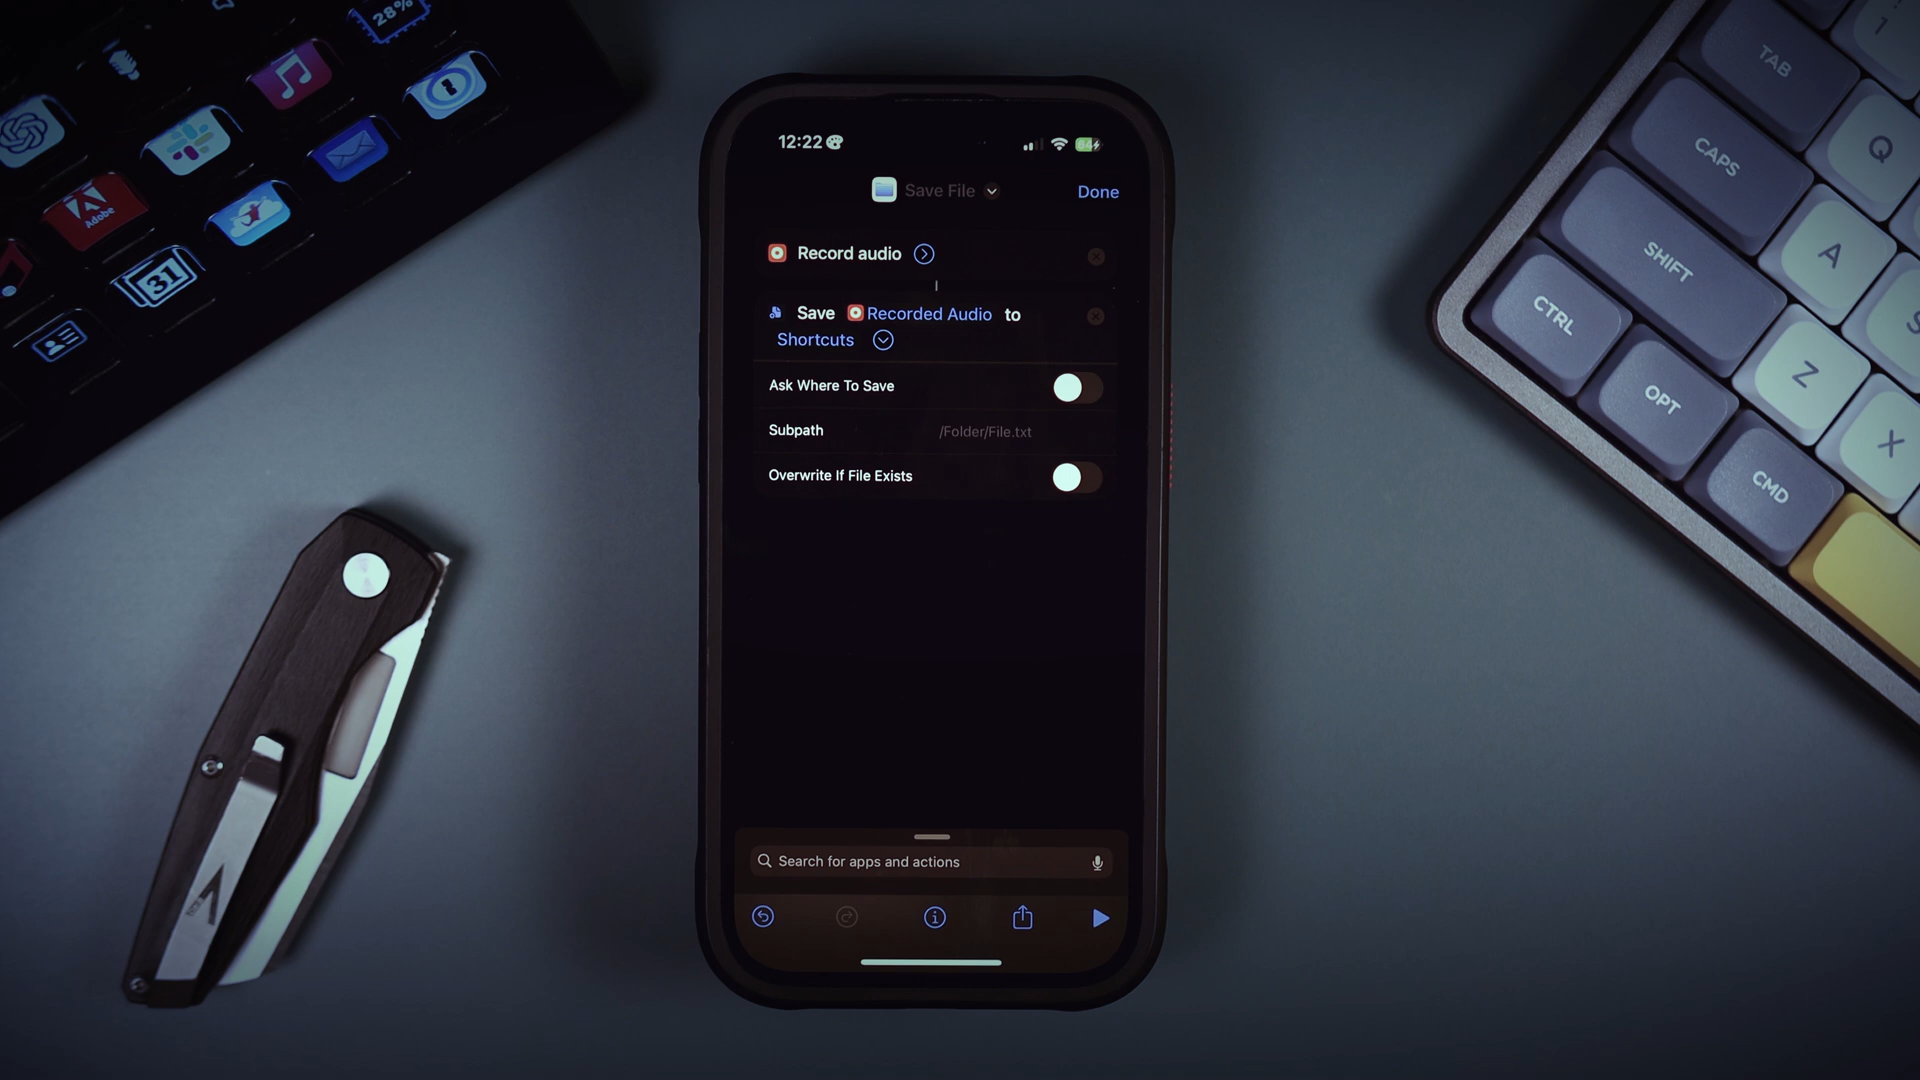 28%
Adobe
31
12:22
64
Save File
Done
Record audio
Save Recorded Audio to
Shortcuts
Ask Where To Save
Subpath
/Folder/File.txt
Overwrite If File Exists
Search for apps and actions
1
TAB
Q
CAPS
A
SHIFT
S
CTRL
Z
OPT
X
CMD